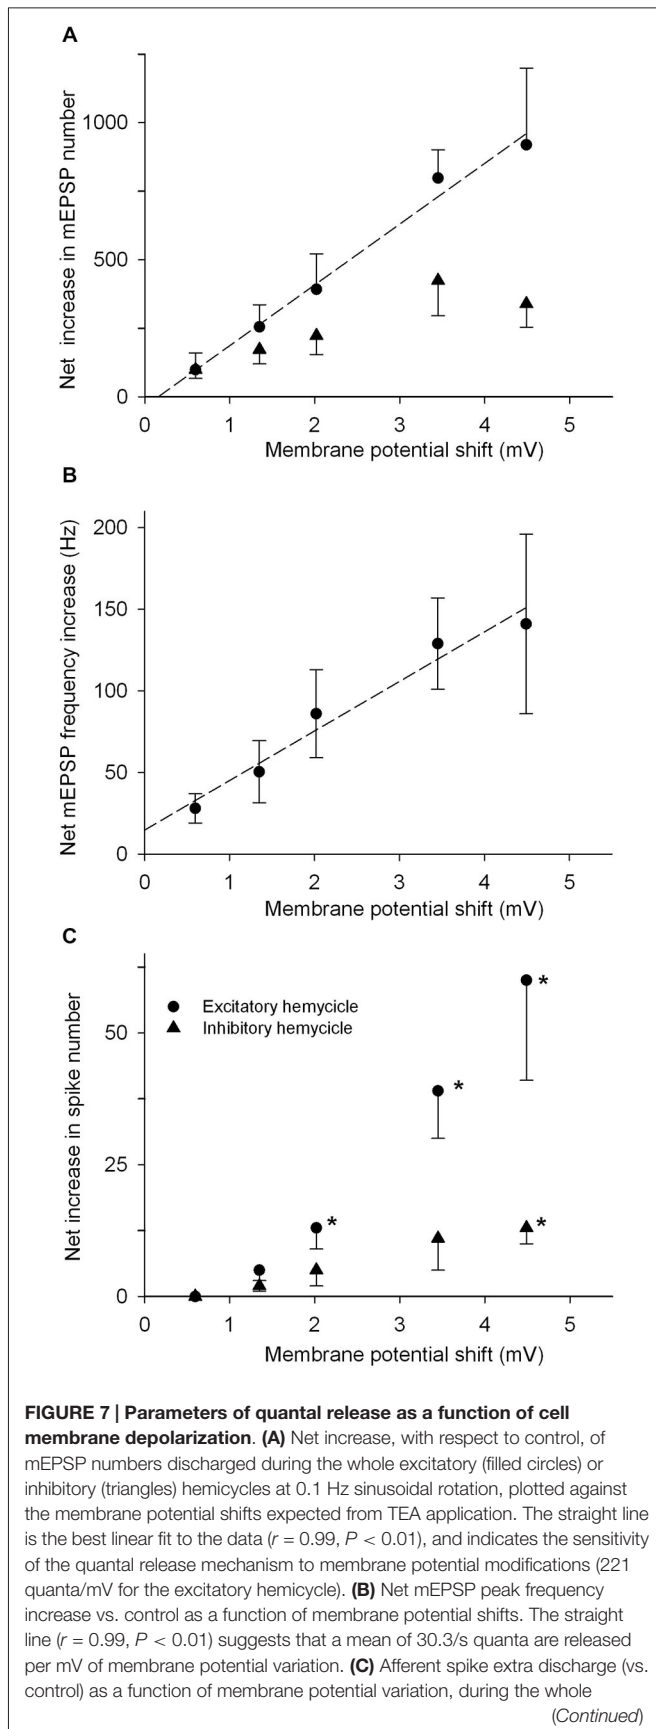 A
Net increase in mEPSP number
1000
500
0
0 1 2 3 4 5
Membrane potential shift (mV)
B
Net mEPSP frequency increase (Hz)
200
150
100
50
0
0 1 2 3 4 5
Membrane potential shift (mV)
C
Net increase in spike number
Excitatory hemycicle
Inhibitory hemycicle
50
25
0
*
*
*
*
0 1 2 3 4 5
Membrane potential shift (mV)
FIGURE 7 | Parameters of quantal release as a function of cell
membrane depolarization. (A) Net increase, with respect to control, of
mEPSP numbers discharged during the whole excitatory (filled circles) or
inhibitory (triangles) hemicycles at 0.1 Hz sinusoidal rotation, plotted against
the membrane potential shifts expected from TEA application. The straight line
is the best linear fit to the data (r = 0.99, P < 0.01), and indicates the sensitivity
of the quantal release mechanism to membrane potential modifications (221
quanta/mV for the excitatory hemicycle). (B) Net mEPSP peak frequency
increase vs. control as a function of membrane potential shifts. The straight
line (r = 0.99, P < 0.01) suggests that a mean of 30.3/s quanta are released
per mV of membrane potential variation. (C) Afferent spike extra discharge (vs.
control) as a function of membrane potential variation, during the whole
(Continued)